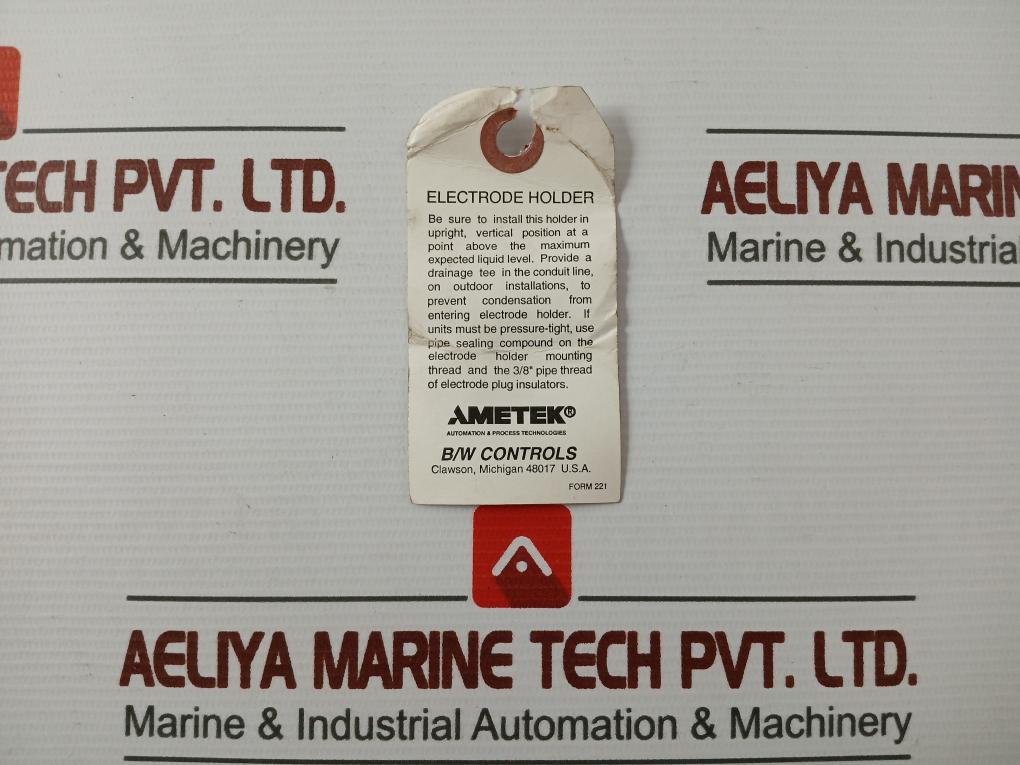 ELECTRODE HOLDER
Be sure to install this holder in
upright, vertical position at a
point above the maximum
expected liquid level. Provide a
drainage tee in the conduit line,
on outdoor installations, to
prevent condensation from
entering electrode holder. If
units must be pressure-tight, use
pipe sealing compound on the
electrode holder mounting
thread and the 3/8" pipe thread
of electrode plug insulators.
AMETEK®
AUTOMATION & PROCESS TECHNOLOGIES
B/W CONTROLS
Clawson, Michigan 48017 U.S.A.
FORM 221
TECH PVT. LTD.
mation & Machinery
AELIYA MARIN
Marine & Industrial
AELIYA MARINE TECH PVT. LTD.
Marine & Industrial Automation & Machinery